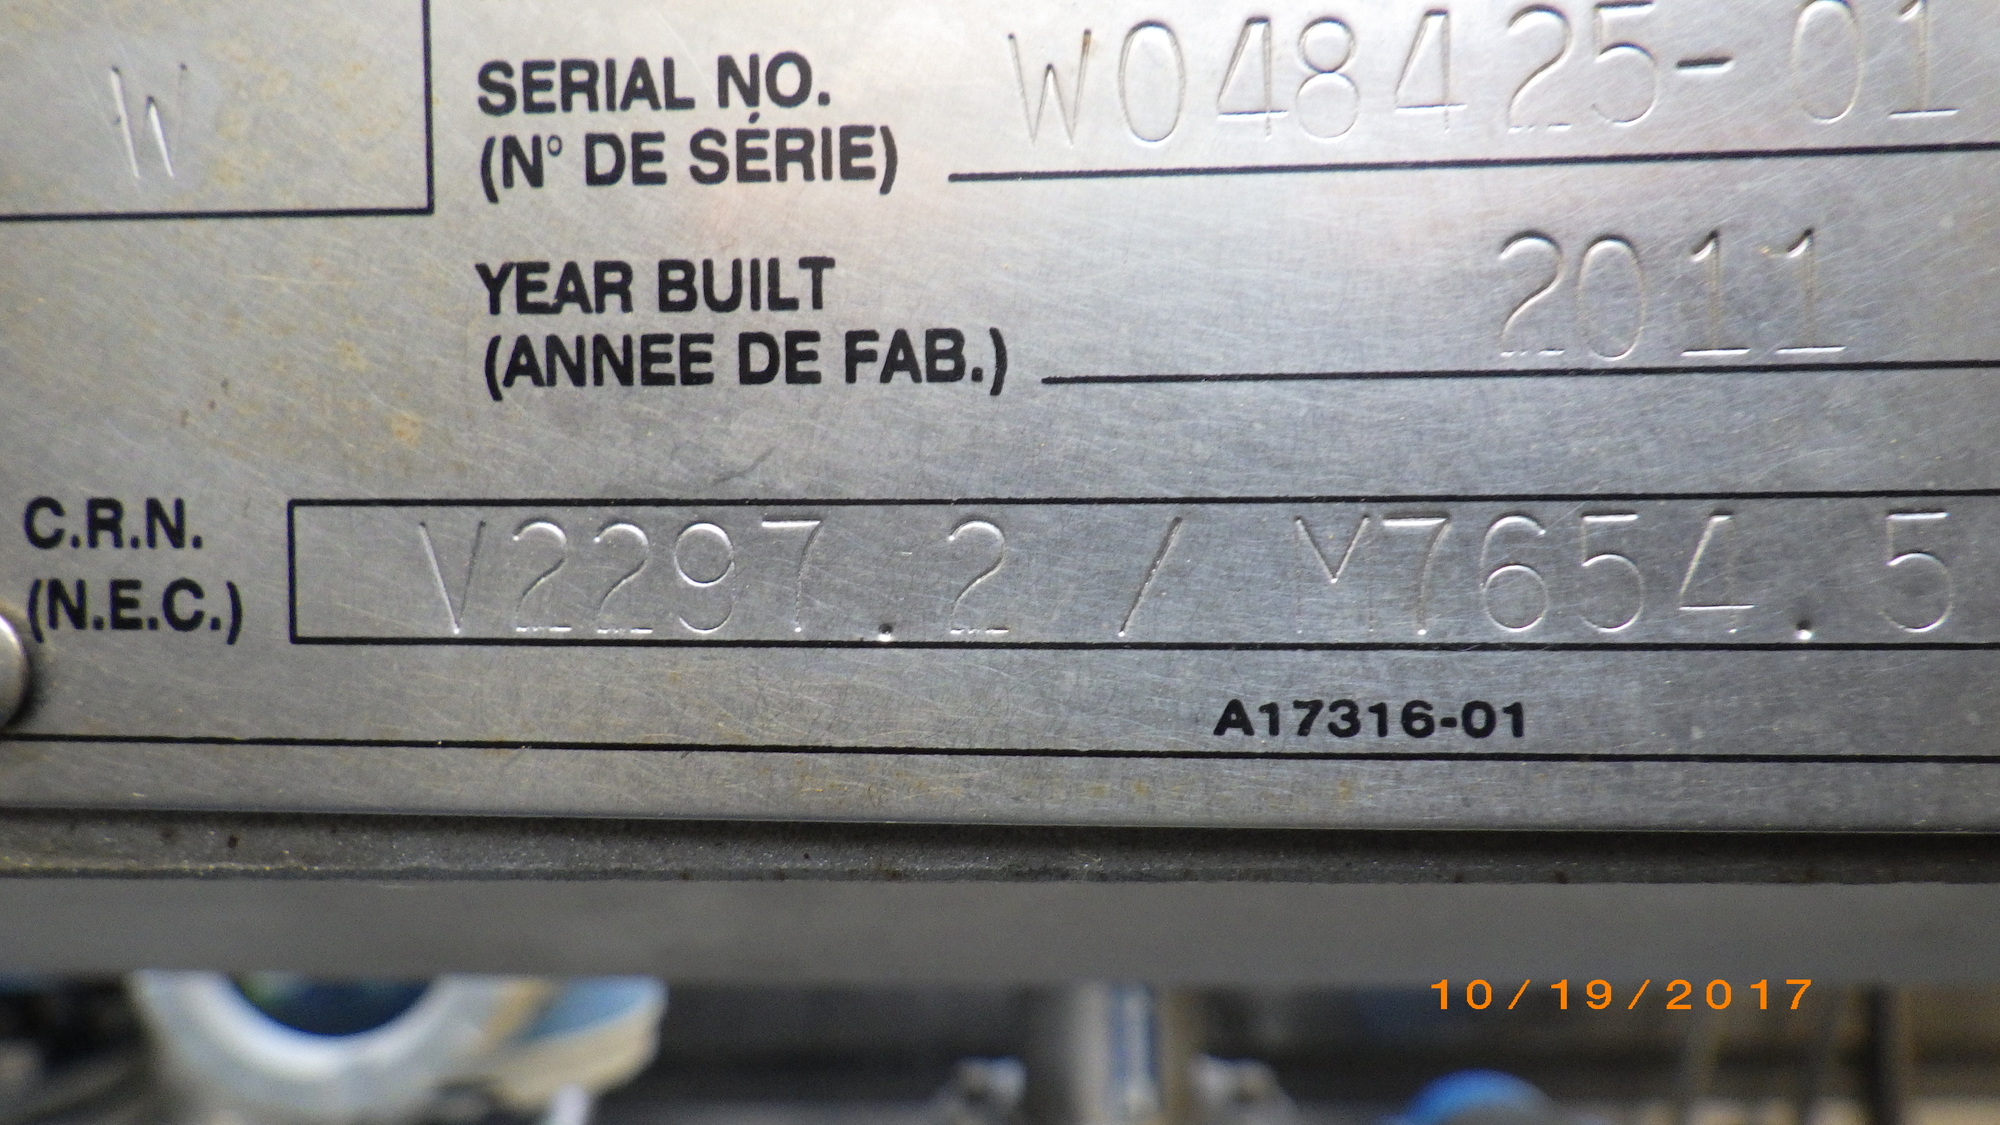 W
SERIAL NO. W048425-01
(Nº DE SÉRIE)
YEAR BUILT 2011
(ANNEE DE FAB.)
C.R.N. V2297.2 / M7654.5
(N.E.C.)
A17316-01
10/19/2017